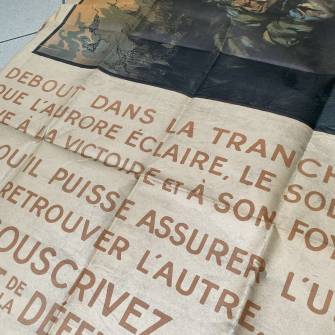 DEBOUT DANS LA TRANCH
QUE L'AURORE ÉCLAIRE, LE SOL
VE À LA VICTOIRE et À SON FOY
QU'IL PUISSE ASSURER L'U
RETROUVER L'AUTRE
SOUSCRIVEZ
T DE
LA DÉFE